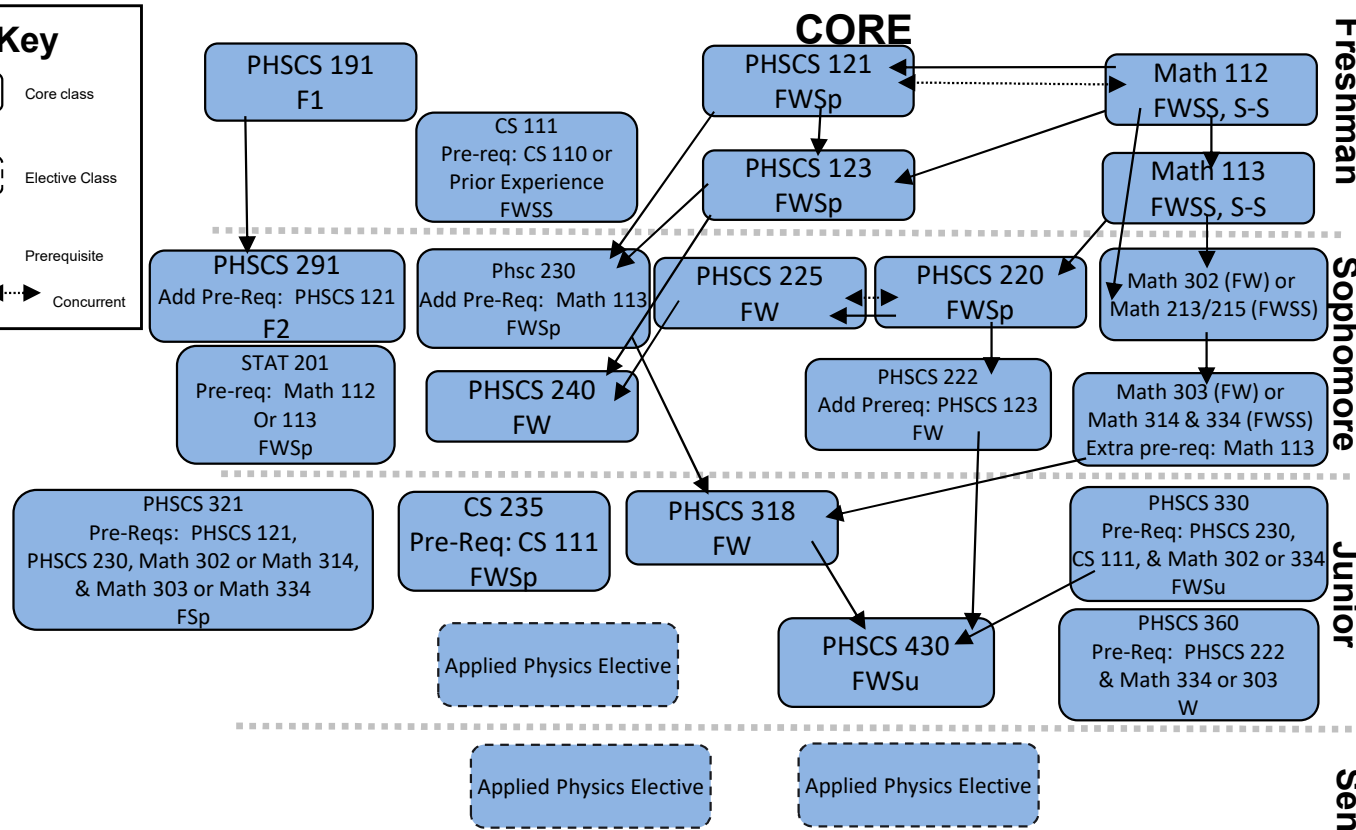 CORE
Key
Core class
Elective Class
Prerequisite
Concurrent
Freshman
PHSCS 191
F1
CS 111
Pre-req: CS 110 or
Prior Experience
FWSS
PHSCS 121
FWSp
PHSCS 123
FWSp
Math 112
FWSS, S-S
Math 113
FWSS, S-S
Sophomore
PHSCS 291
Add Pre-Req: PHSCS 121
F2
STAT 201
Pre-req: Math 112
Or 113
FWSp
Phsc 230
Add Pre-Req: Math 113
FWSp
PHSCS 240
FW
PHSCS 225
FW
PHSCS 220
FWSp
PHSCS 222
Add Prereq: PHSCS 123
FW
Math 302 (FW) or
Math 213/215 (FWSS)
Math 303 (FW) or
Math 314 & 334 (FWSS)
Extra pre-req: Math 113
Junior
PHSCS 321
Pre-Reqs: PHSCS 121,
PHSCS 230, Math 302 or Math 314,
& Math 303 or Math 334
FSp
CS 235
Pre-Req: CS 111
FWSp
PHSCS 318
FW
PHSCS 330
Pre-Req: PHSCS 230,
CS 111, & Math 302 or 334
FWSu
Applied Physics Elective
PHSCS 430
FWSu
PHSCS 360
Pre-Req: PHSCS 222
& Math 334 or 303
W
Applied Physics Elective
Applied Physics Elective